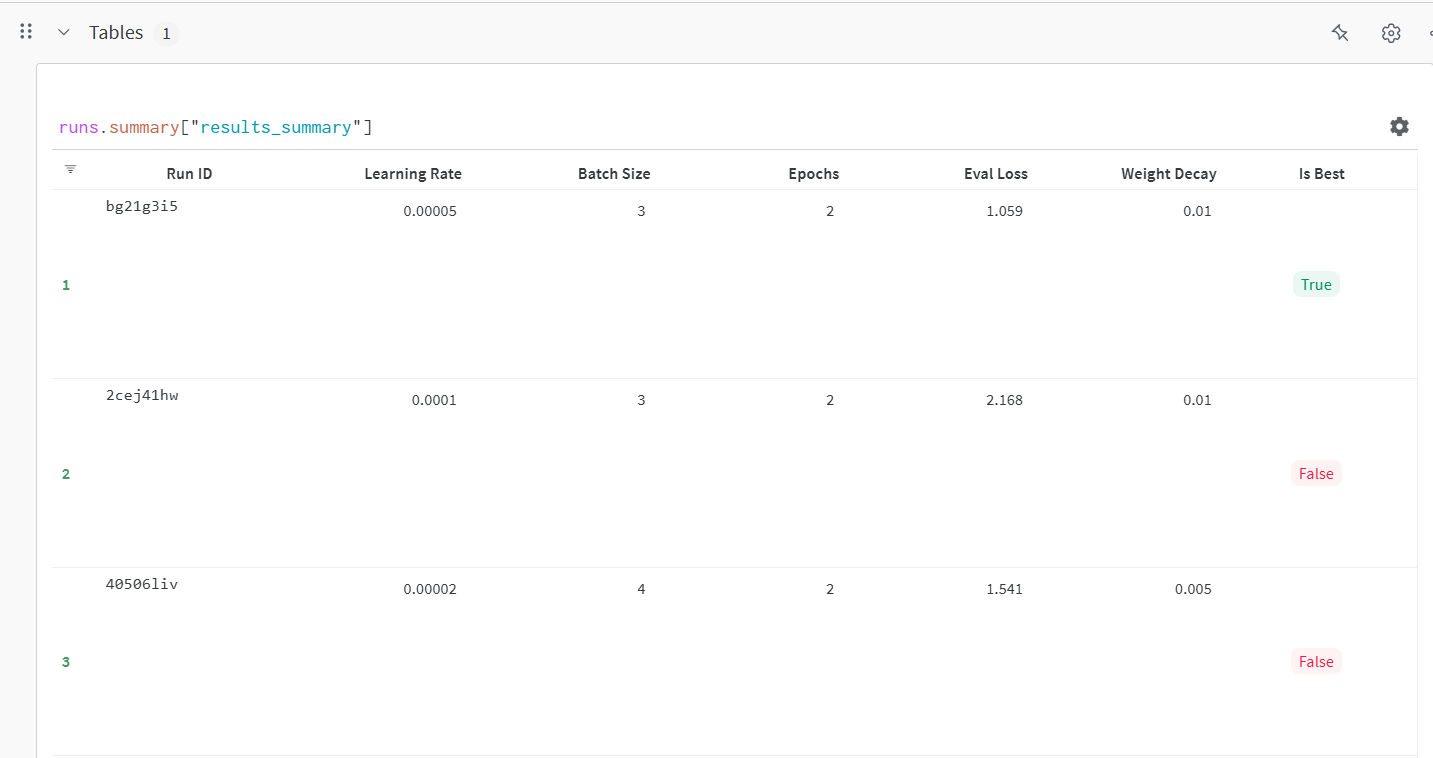 Tables 1
runs.summary["results_summary"]
Run ID Learning Rate Batch Size Epochs Eval Loss Weight Decay Is Best
bg21g3i5 0.00005 3 2 1.059 0.01
1 True
2cej41hw 0.0001 3 2 2.168 0.01
2 False
40506liv 0.00002 4 2 1.541 0.005
3 False